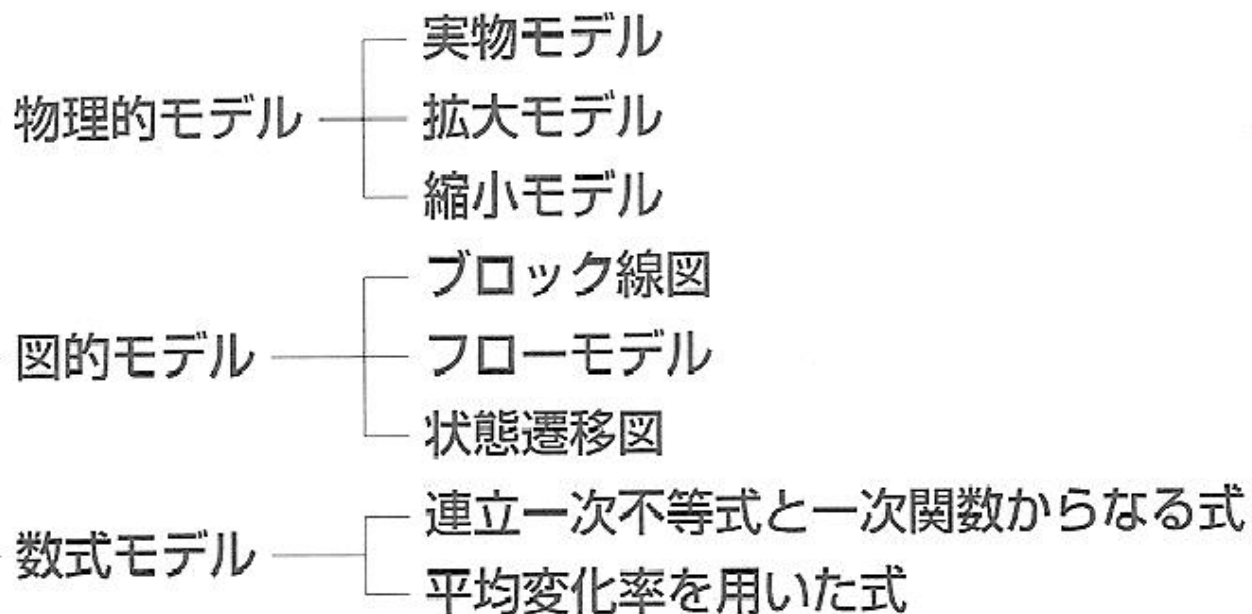 実物モデル
物理的モデル
拡大モデル
縮小モデル
ブロック線図
図的モデル
フローモデル
状態遷移図
連立一次不等式と一次関数からなる式
数式モデル
平均変化率を用いた式